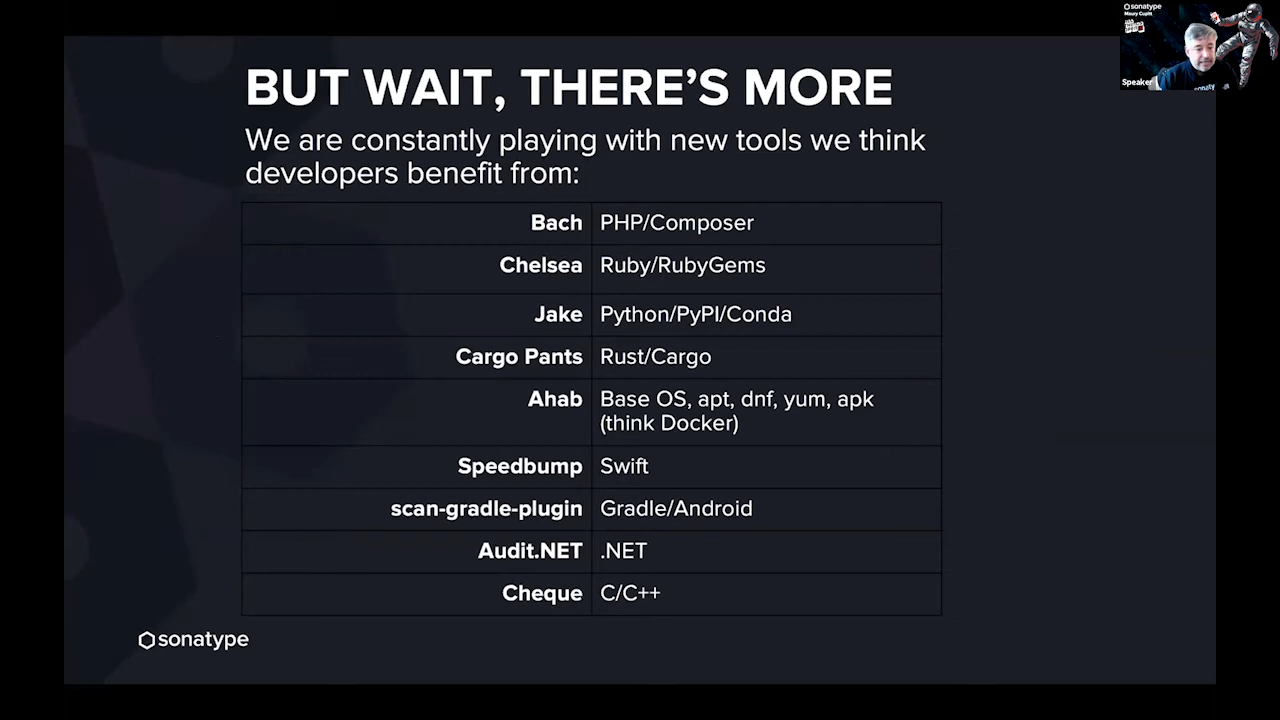 BUT WAIT, THERE'S MORE
We are constantly playing with new tools we think
developers benefit from:
Bach PHP/Composer
Chelsea Ruby/RubyGems
Jake Python/PyPI/Conda
Cargo Pants Rust/Cargo
Ahab Base OS, apt, dnf, yum, apk
(think Docker)
Speedbump Swift
scan-gradle-plugin Gradle/Android
Audit.NET .NET
Cheque C/C++
sonatype
sonatype
Maury Cupitt
Speaker